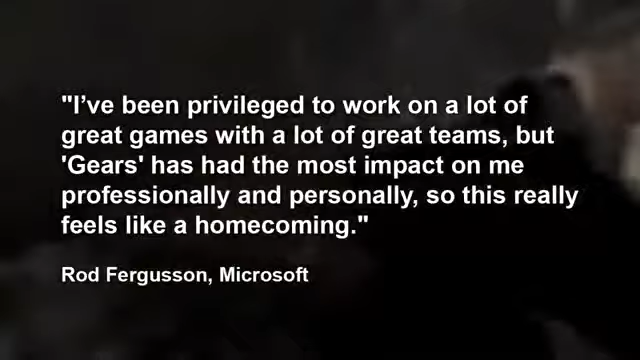 "I’ve been privileged to work on a lot of
great games with a lot of great teams, but
'Gears' has had the most impact on me
professionally and personally, so this really
feels like a homecoming."
Rod Fergusson, Microsoft